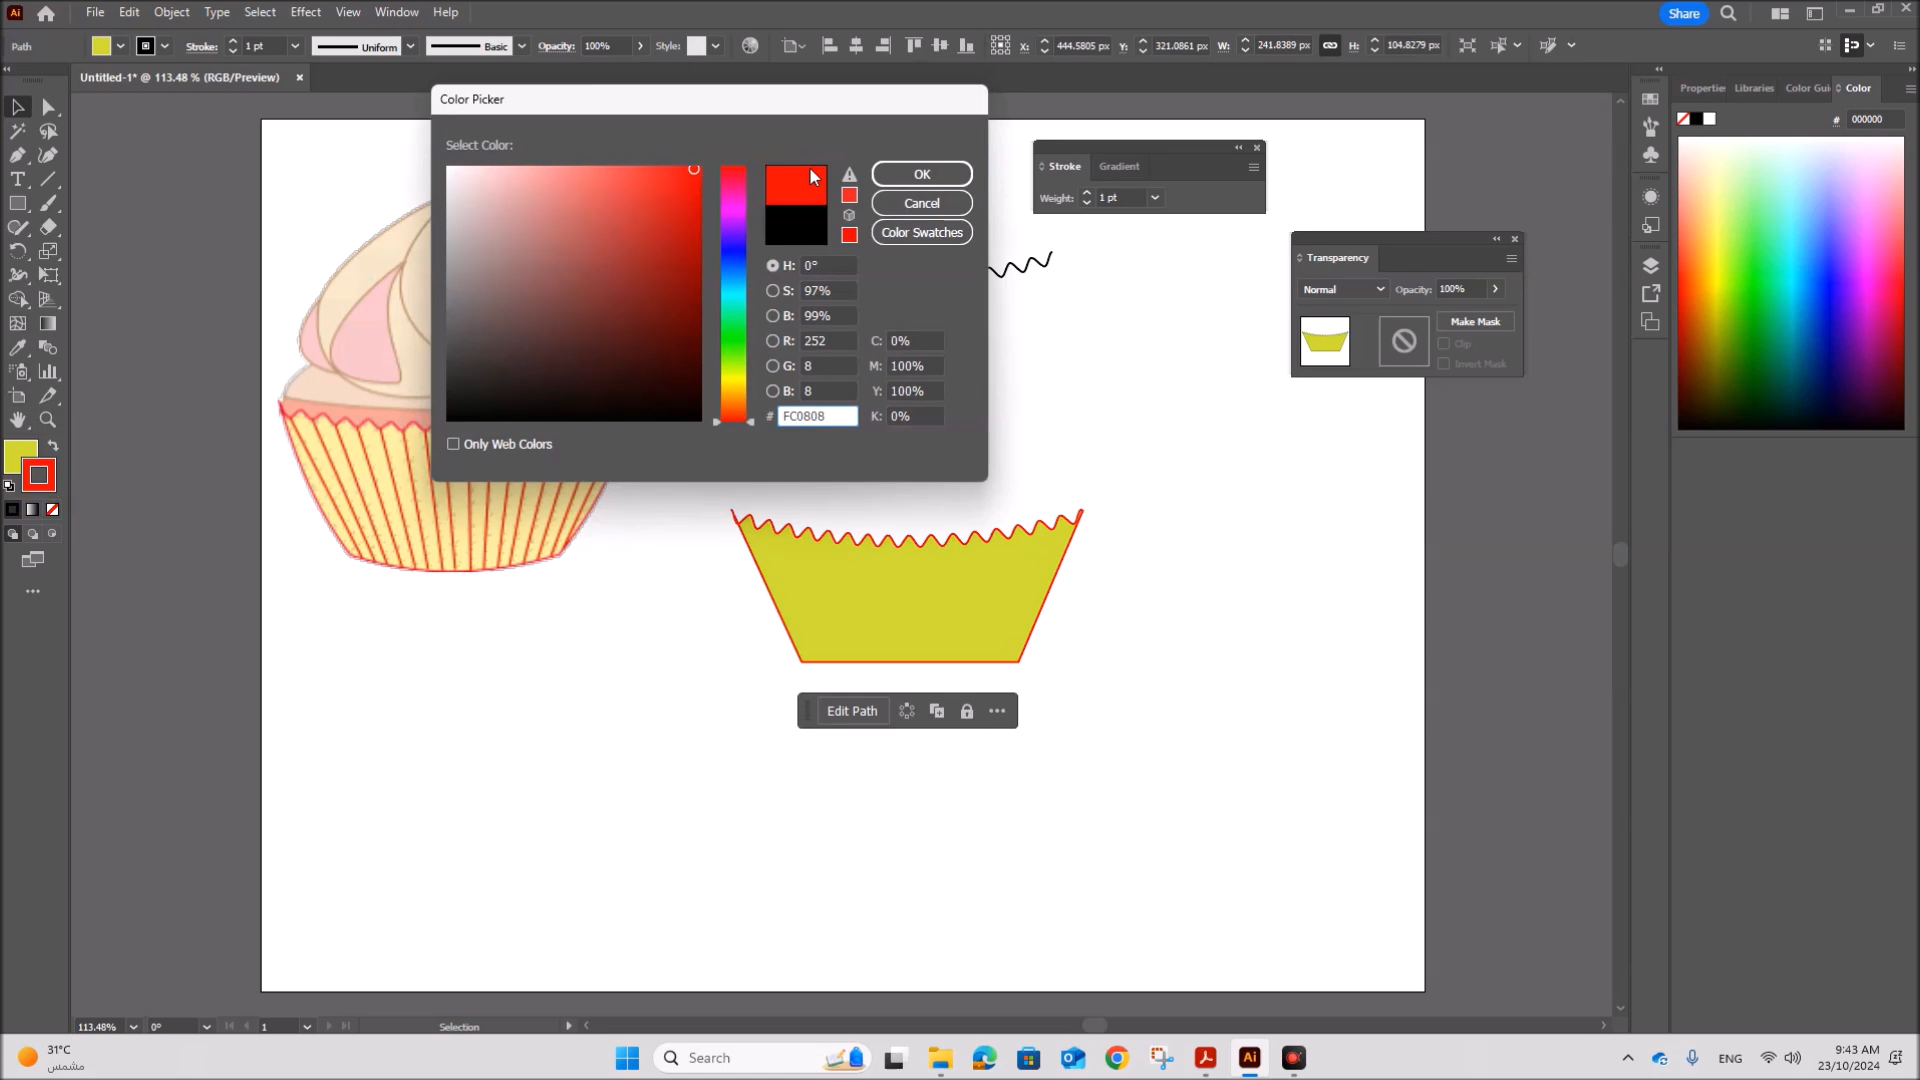 Ai File Edit Object Type Select Effect View Window Help Share
Path Stroke: 1 pt Uniform Basic Opacity: 100% Style: X: 444.5805 px Y: 321.0861 px W: 241.8389 px H: 104.8279 px
Untitled-1* @ 113.48 % (RGB/Preview) ×
Propertie Libraries Color Gui Color
# 000000
Color Picker
Select Color:
OK
Cancel
Color Swatches
H: 0°
S: 97%
B: 99%
R: 252 C: 0%
G: 8 M: 100%
B: 8 Y: 100%
# FC0808 K: 0%
Only Web Colors
Stroke Gradient
Weight: 1 pt
Transparency
Normal Opacity: 100%
Make Mask
Clip
Invert Mask
Edit Path
113.48% 0° 1 Selection
31°C
مشمس
Search
Ai
ENG
9:43 AM
23/10/2024